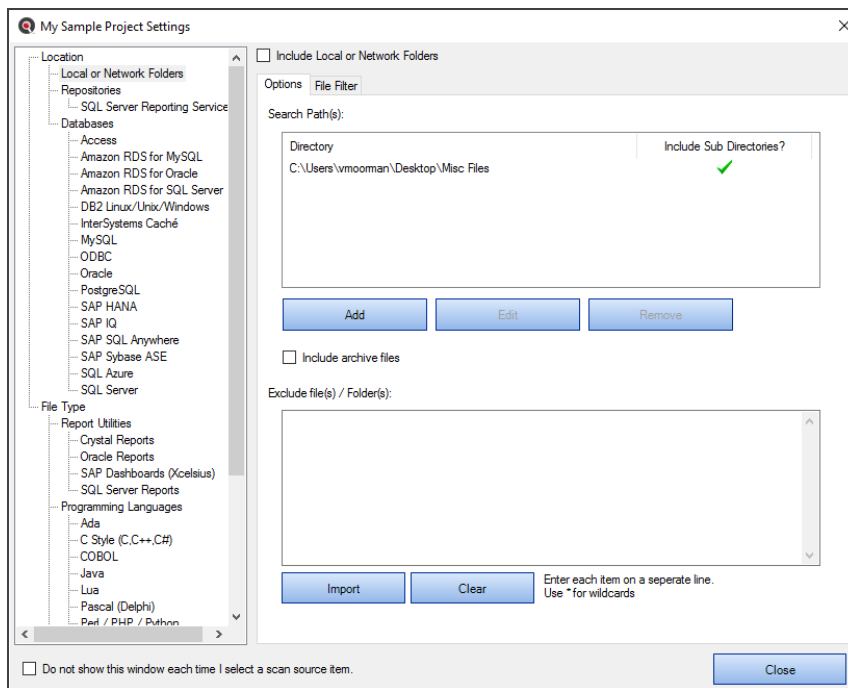 My Sample Project Settings
Location
Local or Network Folders
Repositories
SQL Server Reporting Service
Databases
Access
Amazon RDS for MySQL
Amazon RDS for Oracle
Amazon RDS for SQL Server
DB2 Linux/Unix/Windows
InterSystems Caché
MySQL
ODBC
Oracle
PostgreSQL
SAP HANA
SAP IQ
SAP SQL Anywhere
SAP Sybase ASE
SQL Azure
SQL Server
File Type
Report Utilities
Crystal Reports
Oracle Reports
SAP Dashboards (Xcelsius)
SQL Server Reports
Programming Languages
Ada
C Style (C,C++,C#)
COBOL
Java
Lua
Pascal (Delphi)
Perl / PHP / Python
Include Local or Network Folders
Options File Filter
Search Path(s):
Directory Include Sub Directories?
C:\Users\vmoorman\Desktop\Misc Files
Add Edit Remove
Include archive files
Exclude file(s) / Folder(s):
Import Clear
Enter each item on a seperate line.
Use * for wildcards
Do not show this window each time I select a scan source item.
Close